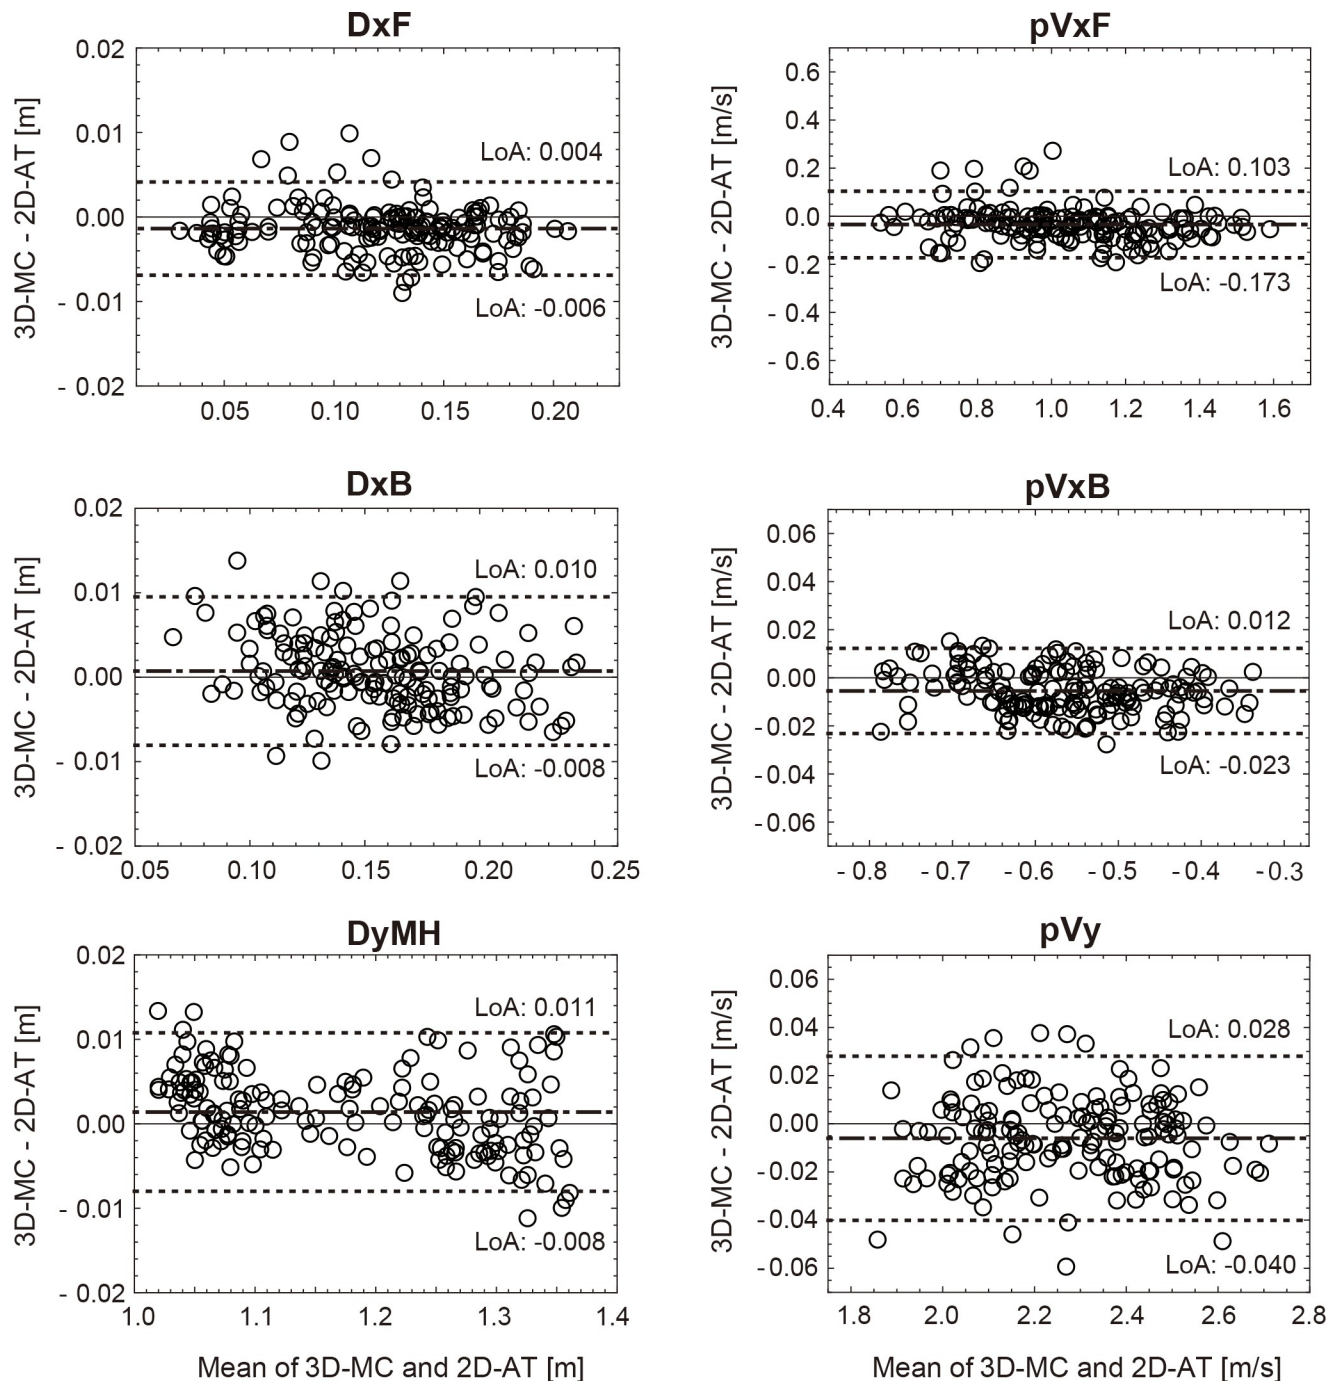 DxF
3D-MC - 2D-AT [m]
0.02
0.01
0.00
- 0.01
- 0.02
LoA: 0.004
LoA: -0.006
0.05 0.10 0.15 0.20
pVxF
3D-MC - 2D-AT [m/s]
0.6
0.4
0.2
0.0
- 0.2
- 0.4
- 0.6
LoA: 0.103
LoA: -0.173
0.4 0.6 0.8 1.0 1.2 1.4 1.6
DxB
3D-MC - 2D-AT [m]
0.02
0.01
0.00
- 0.01
- 0.02
LoA: 0.010
LoA: -0.008
0.05 0.10 0.15 0.20 0.25
pVxB
3D-MC - 2D-AT [m/s]
0.06
0.04
0.02
0.00
- 0.02
- 0.04
- 0.06
LoA: 0.012
LoA: -0.023
- 0.8 - 0.7 - 0.6 - 0.5 - 0.4 - 0.3
DyMH
3D-MC - 2D-AT [m]
0.02
0.01
0.00
- 0.01
- 0.02
LoA: 0.011
LoA: -0.008
1.0 1.1 1.2 1.3 1.4
Mean of 3D-MC and 2D-AT [m]
pVy
3D-MC - 2D-AT [m/s]
0.06
0.04
0.02
0.00
- 0.02
- 0.04
- 0.06
LoA: 0.028
LoA: -0.040
1.8 2.0 2.2 2.4 2.6 2.8
Mean of 3D-MC and 2D-AT [m/s]